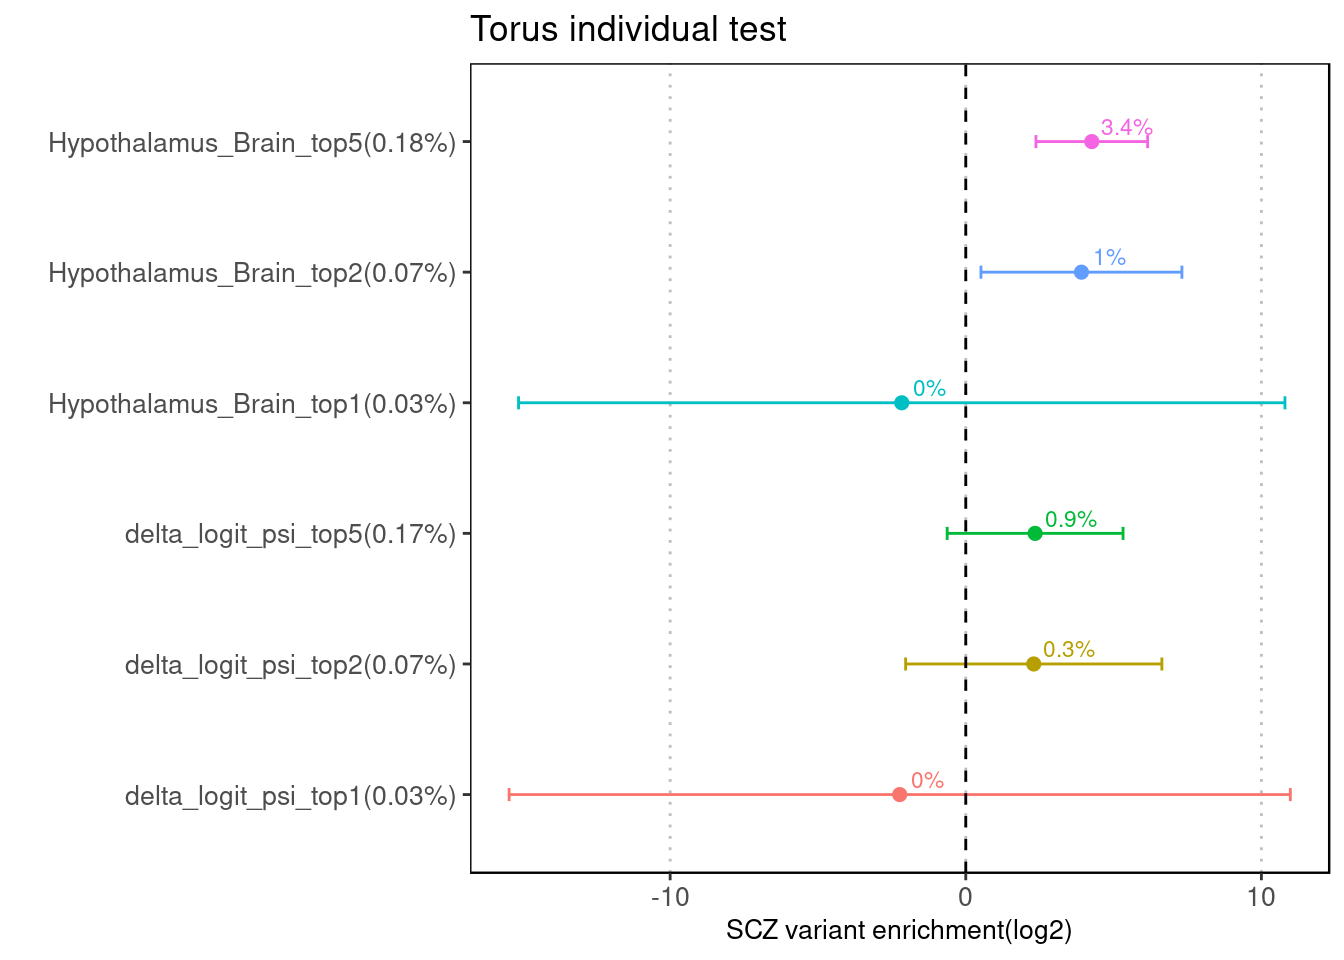 Torus individual test
Hypothalamus_Brain_top5(0.18%)
3.4%
Hypothalamus_Brain_top2(0.07%)
1%
Hypothalamus_Brain_top1(0.03%)
0%
delta_logit_psi_top5(0.17%)
0.9%
delta_logit_psi_top2(0.07%)
0.3%
delta_logit_psi_top1(0.03%)
0%
-10 0 10
SCZ variant enrichment(log2)